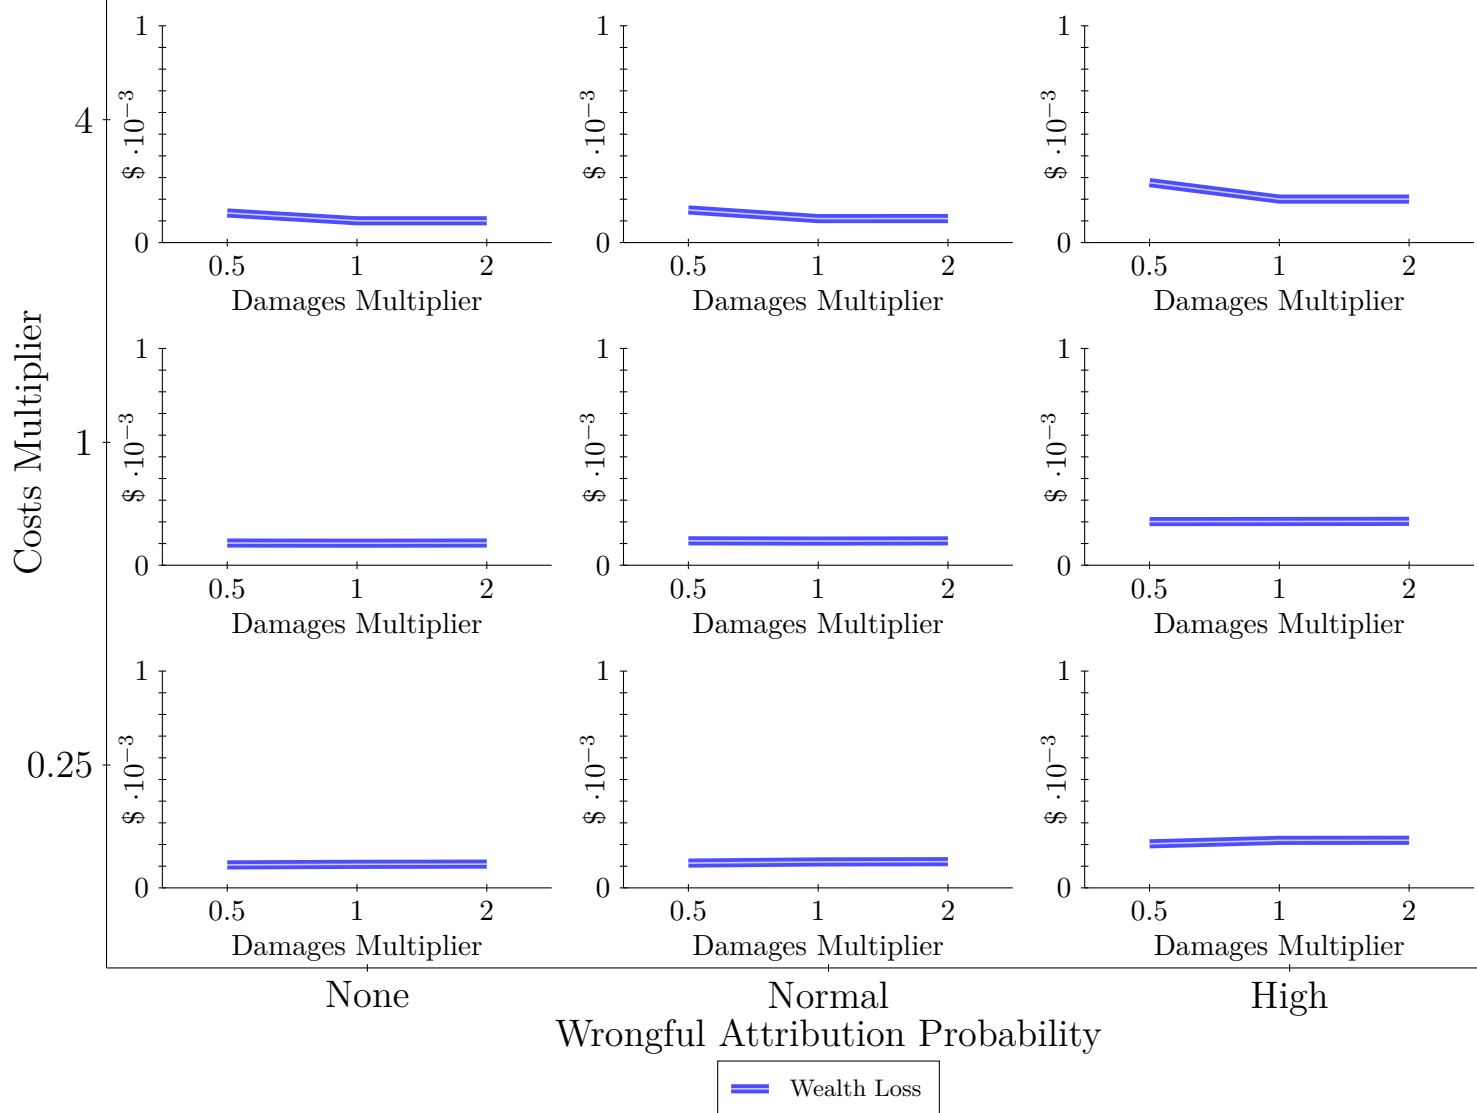 Costs Multiplier
4
1
$ ·10⁻³
0
0.5 1 2
Damages Multiplier
1
$ ·10⁻³
0
0.5 1 2
Damages Multiplier
1
$ ·10⁻³
0
0.5 1 2
Damages Multiplier
1
1
$ ·10⁻³
0
0.5 1 2
Damages Multiplier
1
$ ·10⁻³
0
0.5 1 2
Damages Multiplier
1
$ ·10⁻³
0
0.5 1 2
Damages Multiplier
0.25
1
$ ·10⁻³
0
0.5 1 2
Damages Multiplier
1
$ ·10⁻³
0
0.5 1 2
Damages Multiplier
1
$ ·10⁻³
0
0.5 1 2
Damages Multiplier
None Normal High
Wrongful Attribution Probability
Wealth Loss